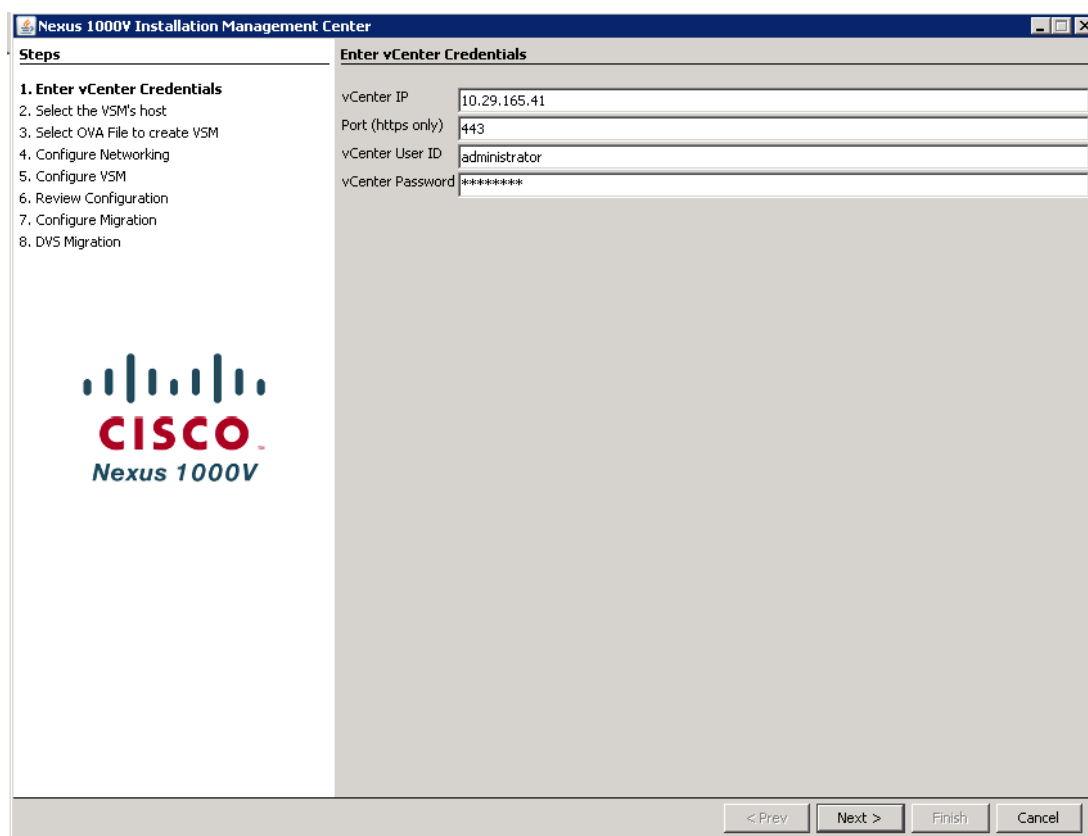 Nexus 1000V Installation Management Center
Steps
1. Enter vCenter Credentials
2. Select the VSM's host
3. Select OVA File to create VSM
4. Configure Networking
5. Configure VSM
6. Review Configuration
7. Configure Migration
8. DVS Migration
CISCO™
Nexus 1000V
Enter vCenter Credentials
vCenter IP 10.29.165.41
Port (https only) 443
vCenter User ID administrator
vCenter Password ********
< Prev Next > Finish Cancel